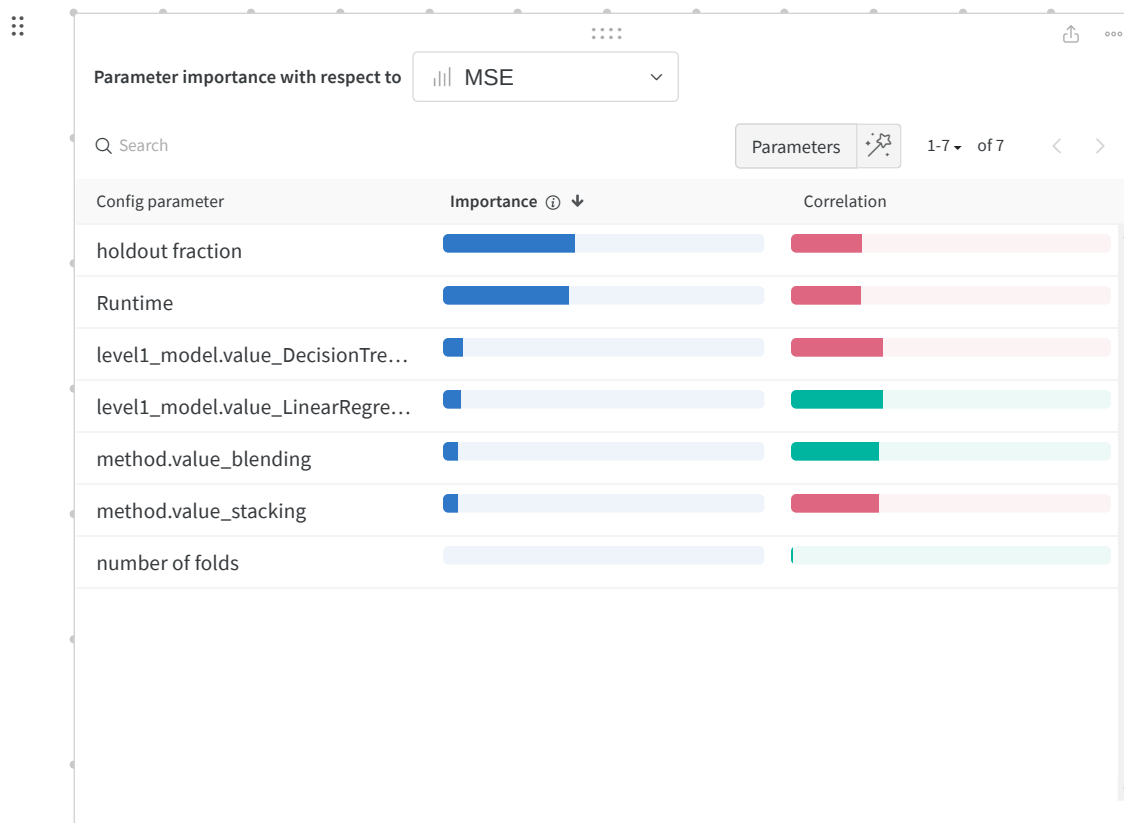 Parameter importance with respect to MSE
Search
Parameters 1-7 of 7
Config parameter Importance Correlation
holdout fraction
Runtime
level1_model.value_DecisionTre...
level1_model.value_LinearRegre...
method.value_blending
method.value_stacking
number of folds